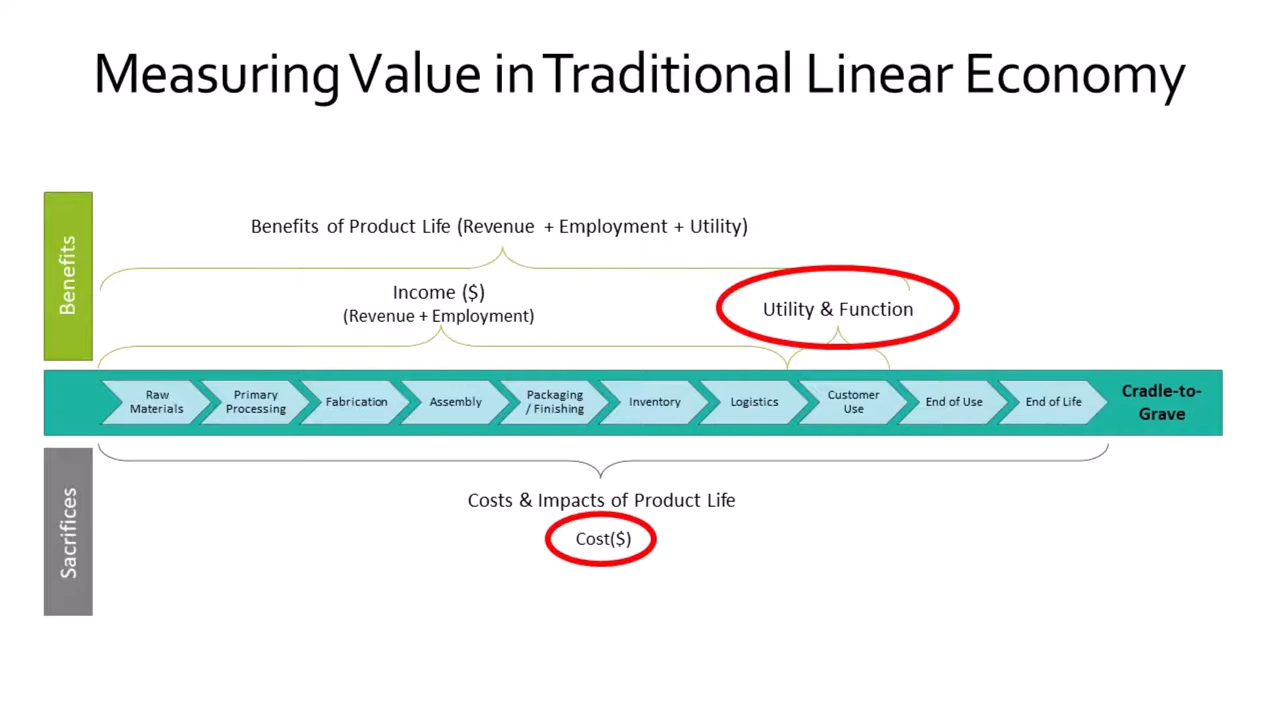 Measuring Value in Traditional Linear Economy
Benefits
Benefits of Product Life (Revenue + Employment + Utility)
Income ($)
(Revenue + Employment)
Utility & Function
Raw
Materials
Primary
Processing
Fabrication
Assembly
Packaging
/ Finishing
Inventory
Logistics
Customer
Use
End of Use
End of Life
Cradle-to-
Grave
Sacrifices
Costs & Impacts of Product Life
Cost($)